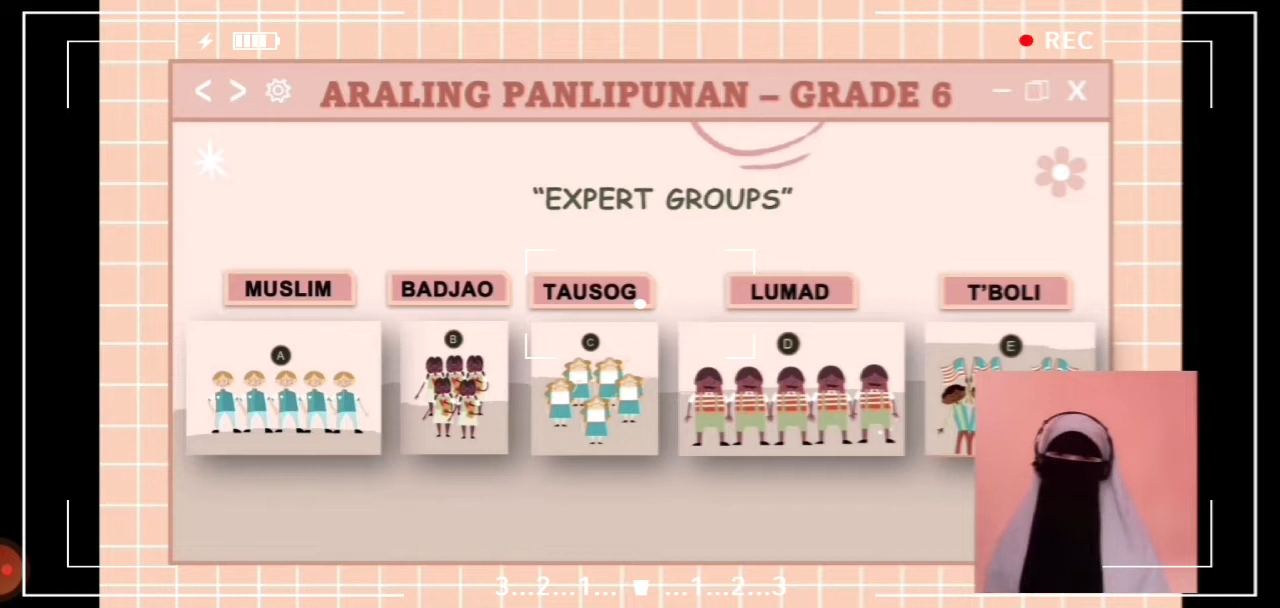 REC
ARALING PANLIPUNAN – GRADE 6
“EXPERT GROUPS”
MUSLIM BADJAO TAUSOG LUMAD T’BOLI
A B C D E
3...2...1... ...1...2...3